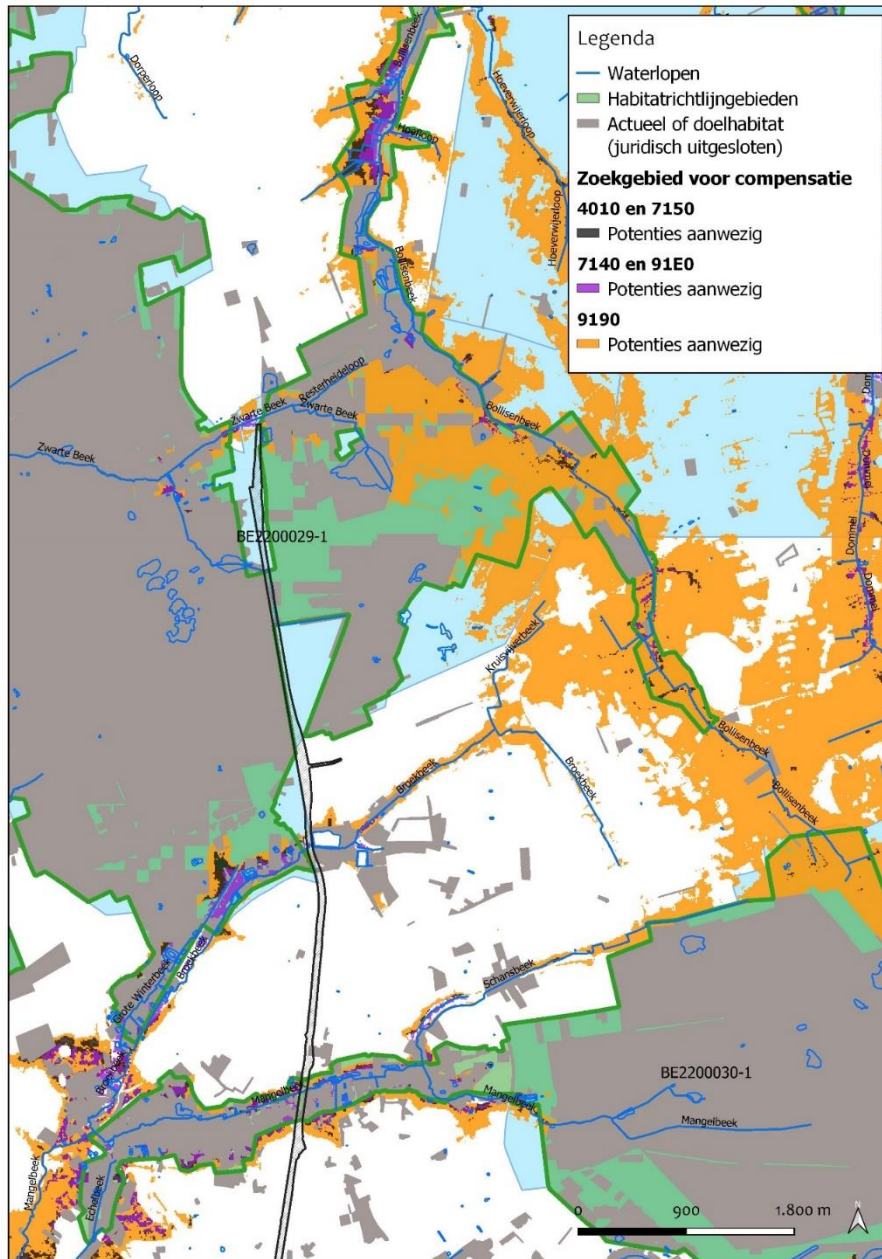 Legenda
Waterlopen
Habitatrichtlijngebieden
Actueel of doelhabitat
(juridisch uitgesloten)
Zoekgebied voor compensatie
4010 en 7150
Potenties aanwezig
7140 en 91E0
Potenties aanwezig
9190
Potenties aanwezig
Dorperloop
Bollisenbeek
Hoeverwijerloop
Hoefloop
Hoeverwijerloop
Bollisenbeek
Resterheideloop
Zwarte Beek
Zwarte Beek
Zwarte Beek
Bollisenbeek
Dommel
Dommel
Dommel
BE2200029-1
Kruisvijverbeek
Broekbeek
Broekbeek
Bollisenbeek
Bollisenbeek
Grote Winterbeek
Broekbeek
Schansbeek
Broekbeek
Mangelbeek
Mangelbeek
BE2200030-1
Mangelbeek
Mangelbeek
Echelbeek
N
0 900 1.800 m